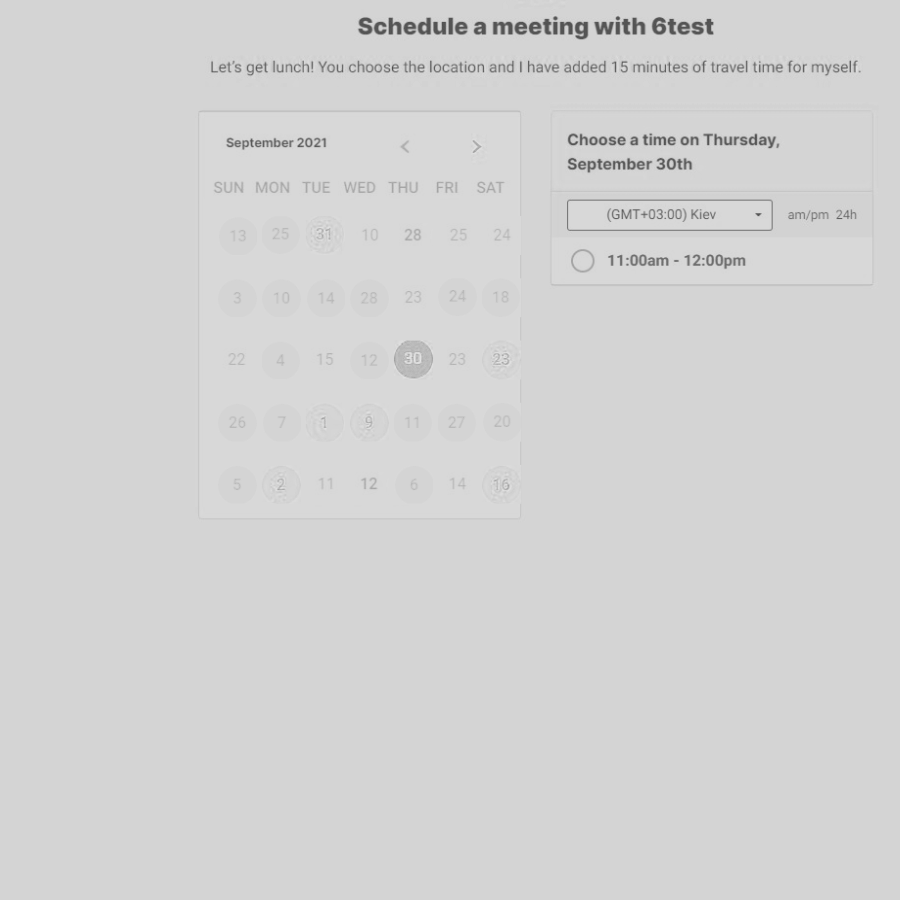 Schedule a meeting with 6test
Let's get lunch! You choose the location and I have added 15 minutes of travel time for myself.
September 2021
SUN MON TUE WED THU FRI SAT
13 25 31 10 28 25 24
3 10 14 28 23 24 18
22 4 15 12 30 23 23
26 7 1 9 11 27 20
5 2 11 12 6 14 16
Choose a time on Thursday,
September 30th
(GMT+03:00) Kiev am/pm 24h
11:00am - 12:00pm